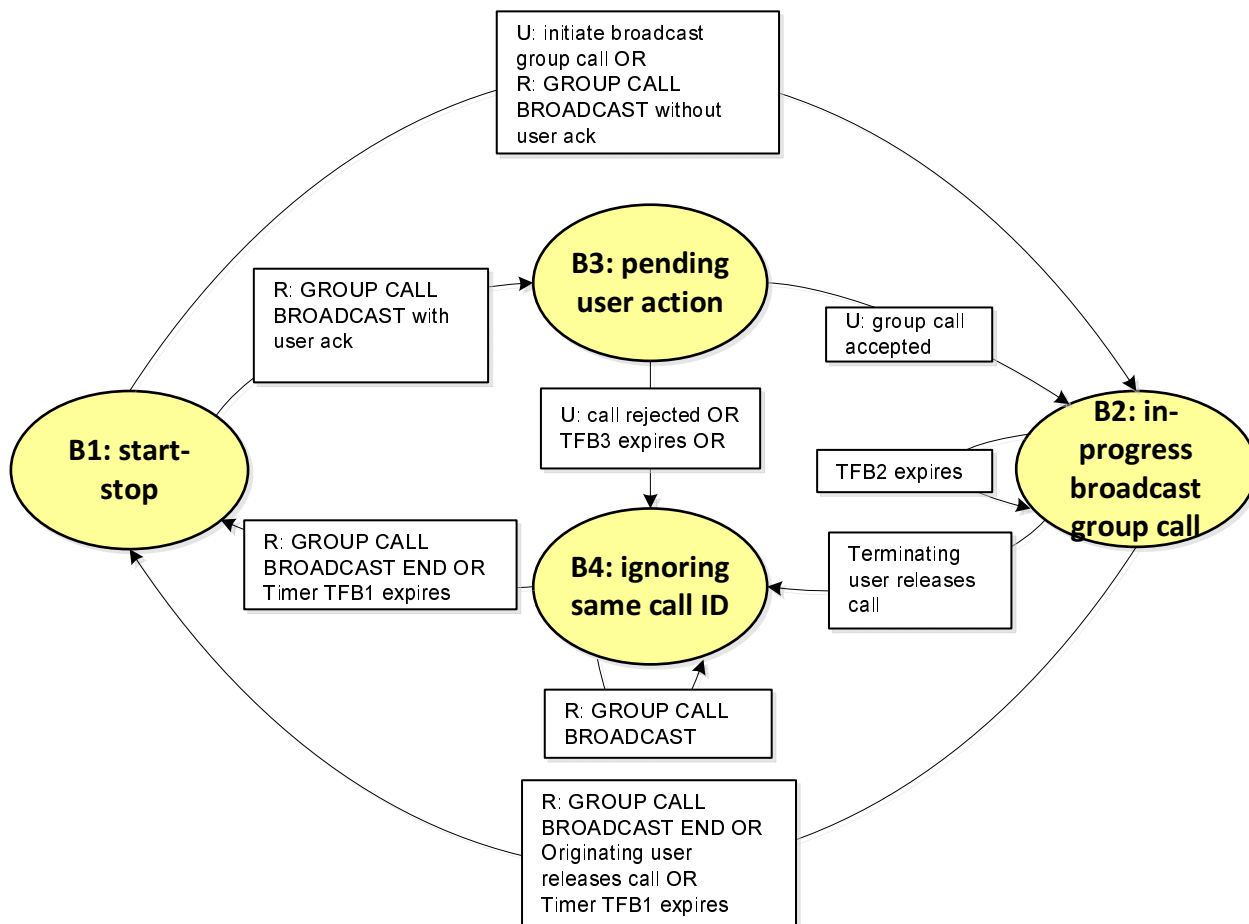 U: initiate broadcast
group call OR
R: GROUP CALL
BROADCAST without
user ack
B3: pending
user action
R: GROUP CALL
BROADCAST with
user ack
U: group call
accepted
B1: start-
stop
U: call rejected OR
TFB3 expires OR
B2: in-
progress
broadcast
group call
TFB2 expires
R: GROUP CALL
BROADCAST END OR
Timer TFB1 expires
B4: ignoring
same call ID
Terminating
user releases
call
R: GROUP CALL
BROADCAST
R: GROUP CALL
BROADCAST END OR
Originating user
releases call OR
Timer TFB1 expires